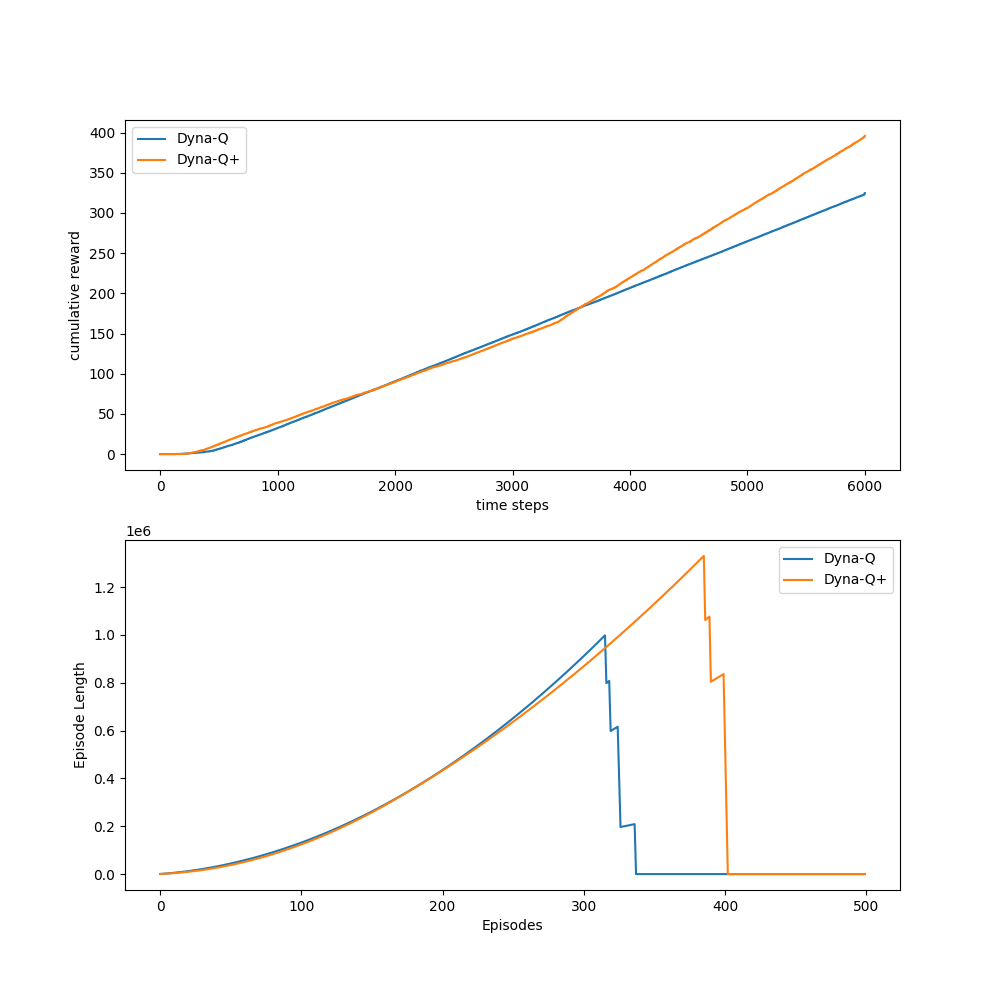 400
350
300
250
200
150
100
50
0
cumulative reward
Dyna-Q
Dyna-Q+
0 1000 2000 3000 4000 5000 6000
time steps
1e6
1.2
1.0
0.8
0.6
0.4
0.2
0.0
Episode Length
Dyna-Q
Dyna-Q+
0 100 200 300 400 500
Episodes